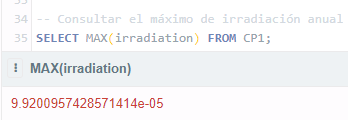 34 -- Consultar el máximo de irradiación anual
35 SELECT MAX(irradiation) FROM CP1;
MAX(irradiation)
9.9200957428571414e-05